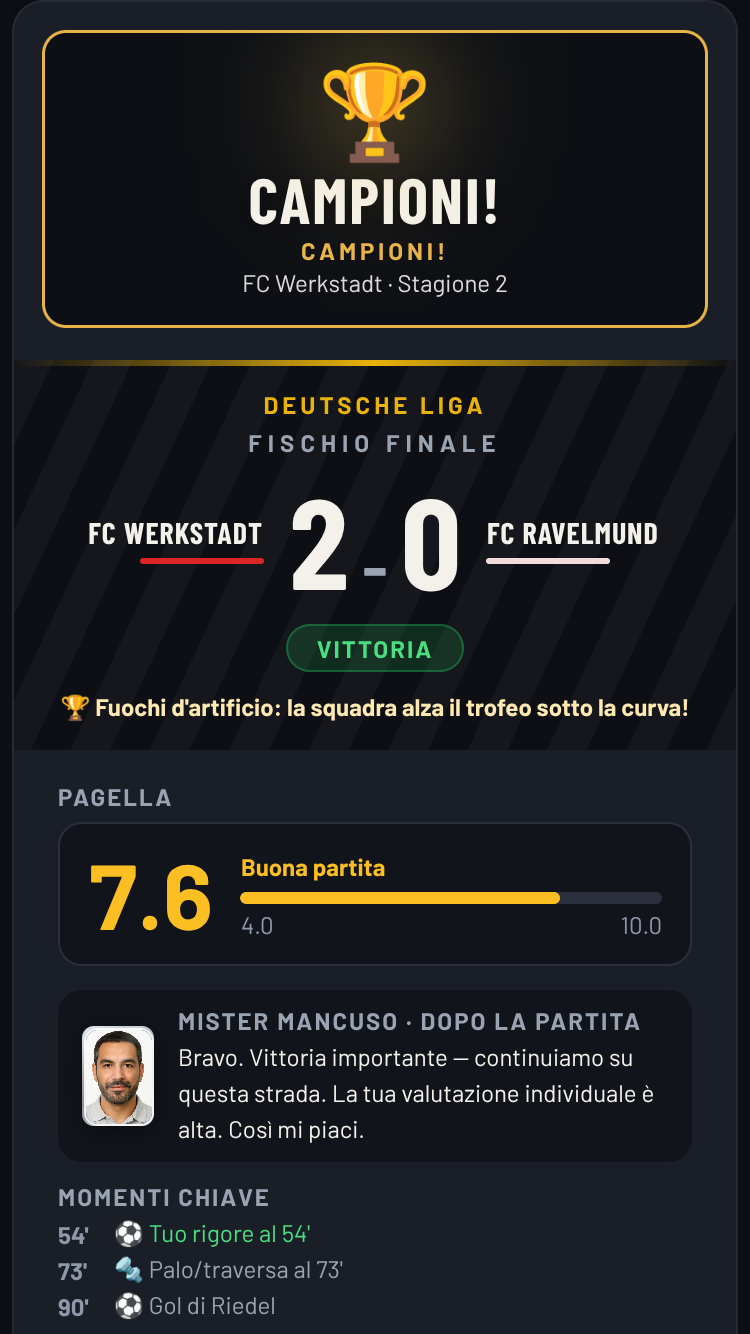 CAMPIONI!
CAMPIONI!
FC Werkstadt · Stagione 2
DEUTSCHE LIGA
FISCHIO FINALE
FC WERKSTADT 2 - 0 FC RAVELMUND
VITTORIA
🏆 Fuochi d'artificio: la squadra alza il trofeo sotto la curva!
PAGELLA
7.6 Buona partita
4.0 10.0
MISTER MANCUSO · DOPO LA PARTITA
Bravo. Vittoria importante — continuiamo su
questa strada. La tua valutazione individuale è
alta. Così mi piaci.
MOMENTI CHIAVE
54' ⚽ Tuo rigore al 54'
73' 🔩 Palo/traversa al 73'
90' ⚽ Gol di Riedel